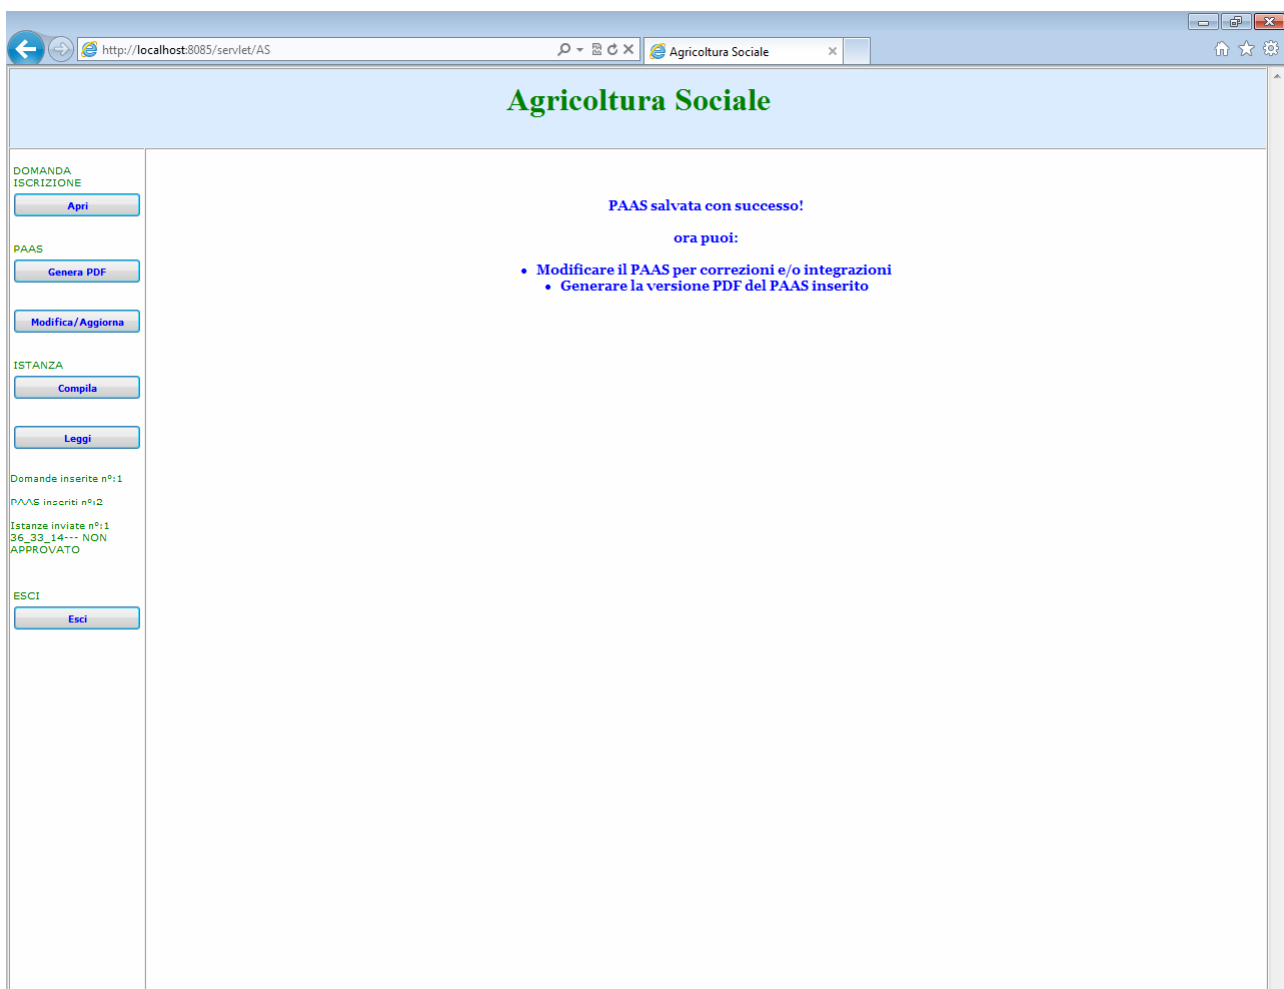 http://localhost:8085/servlet/AS
Agricoltura Sociale
Agricoltura Sociale
DOMANDA
ISCRIZIONE
Apri
PAAS
Genera PDF
Modifica/Aggiorna
ISTANZA
Compila
Leggi
Domande inserite n°:1
PAAS inseriti n°:2
Istanze inviate n°:1
36_33_14--- NON
APPROVATO
ESCI
Esci
PAAS salvata con successo!
ora puoi:
• Modificare il PAAS per correzioni e/o integrazioni
• Generare la versione PDF del PAAS inserito